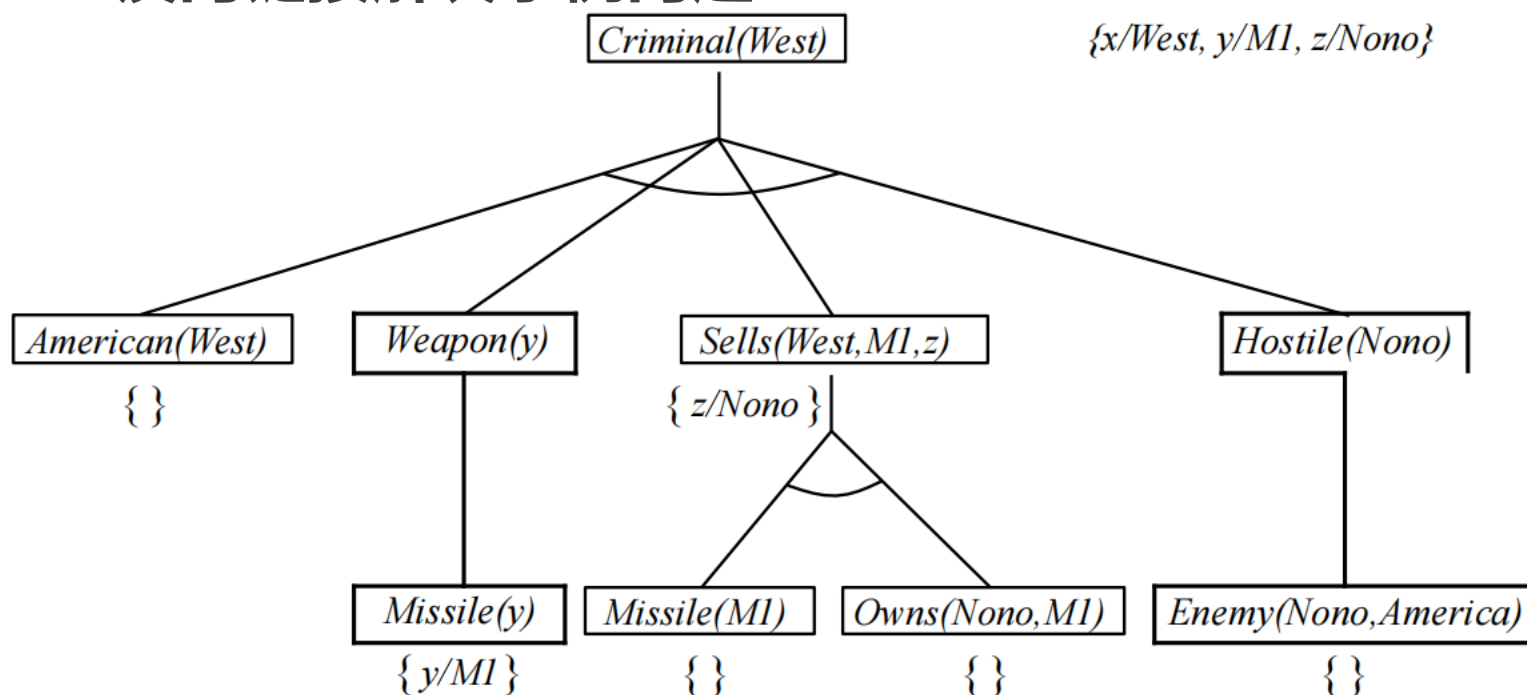 Criminal(West)
{x/West, y/M1, z/Nono}
American(West)
Weapon(y)
Sells(West,M1,z)
Hostile(Nono)
{ }
{ z/Nono }
Missile(y)
Missile(M1)
Owns(Nono,M1)
Enemy(Nono,America)
{ y/M1 }
{ }
{ }
{ }